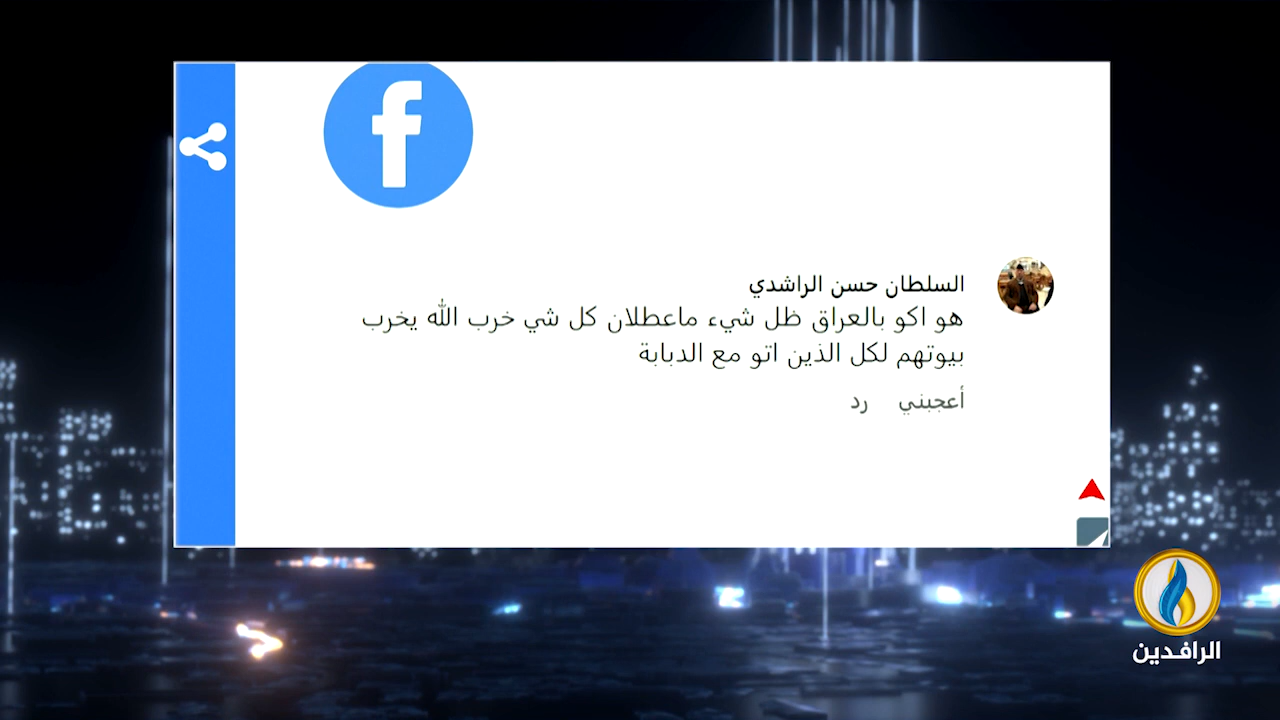 f
السلطان حسن الراشدي
هو اكو بالعراق ظل شيء ماعطلان كل شي خرب الله يخرب
بيوتهم لكل الذين اتو مع الدبابة
أعجبني رد
الرافدين